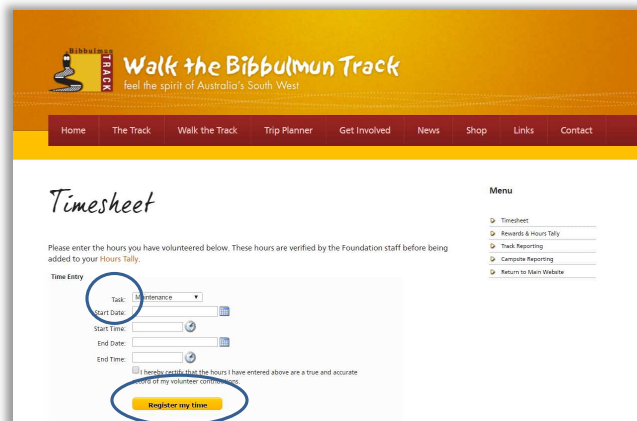 Bibbulmun
TRACK
Walk the Bibbulmun Track
feel the spirit of Australia's South West
Home The Track Walk the Track Trip Planner Get Involved News Shop Links Contact
Timesheet
Please enter the hours you have volunteered below. These hours are verified by the Foundation staff before being
added to your Hours Tally.
Time Entry
Task: Maintenance
Start Date:
Start Time:
End Date:
End Time:
I hereby certify that the hours I have entered above are a true and accurate
record of my volunteer contributions.
Register my time
Menu
Timesheet
Rewards & Hours Tally
Track Reporting
Campsite Reporting
Return to Main Website